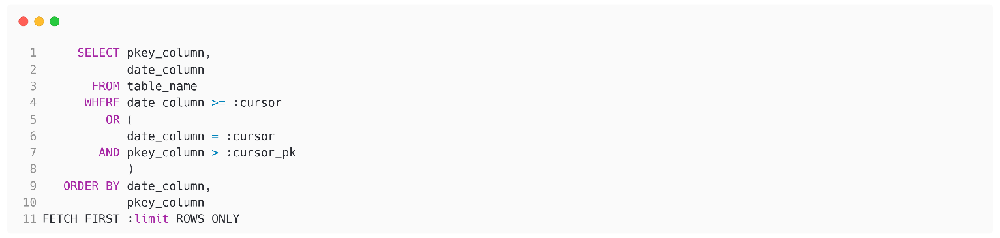 1 SELECT pkey_column,
2 date_column
3 FROM table_name
4 WHERE date_column >= :cursor
5 OR (
6 date_column = :cursor
7 AND pkey_column > :cursor_pk
8 )
9 ORDER BY date_column,
10 pkey_column
11 FETCH FIRST :limit ROWS ONLY